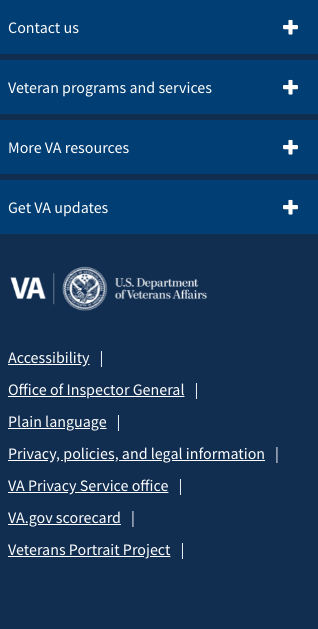 Contact us
Veteran programs and services
More VA resources
Get VA updates
VA | U.S. Department
of Veterans Affairs
Accessibility |
Office of Inspector General |
Plain language |
Privacy, policies, and legal information |
VA Privacy Service office |
VA.gov scorecard |
Veterans Portrait Project |